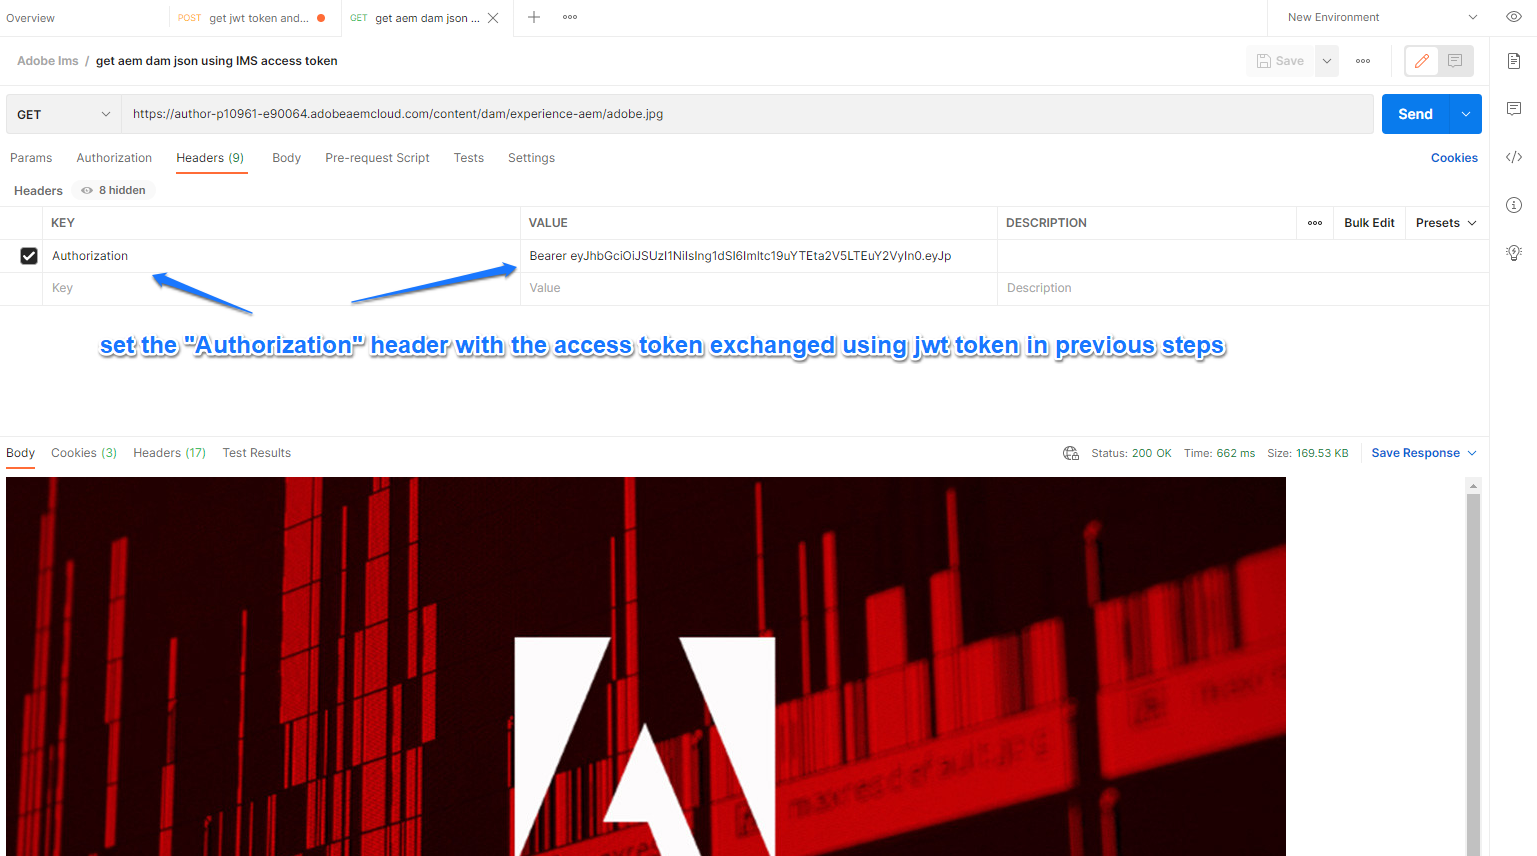 Overview
POST get jwt token and...
GET get aem dam json ...
New Environment
Adobe Ims / get aem dam json using IMS access token
Save
GET
https://author-p10961-e90064.adobeaemcloud.com/content/dam/experience-aem/adobe.jpg
Send
Params Authorization Headers (9) Body Pre-request Script Tests Settings
Cookies
Headers 8 hidden
KEY VALUE DESCRIPTION
Bulk Edit Presets
Authorization Bearer eyJhbGciOiJSUzI1NiIsIng1dSI6Imltc19uYTEta2V5LTEuY2VyIn0.eyJp
Key Value Description
set the "Authorization" header with the access token exchanged using jwt token in previous steps
Body Cookies (3) Headers (17) Test Results
Status: 200 OK Time: 662 ms Size: 169.53 KB Save Response
maxresdefault.jpg